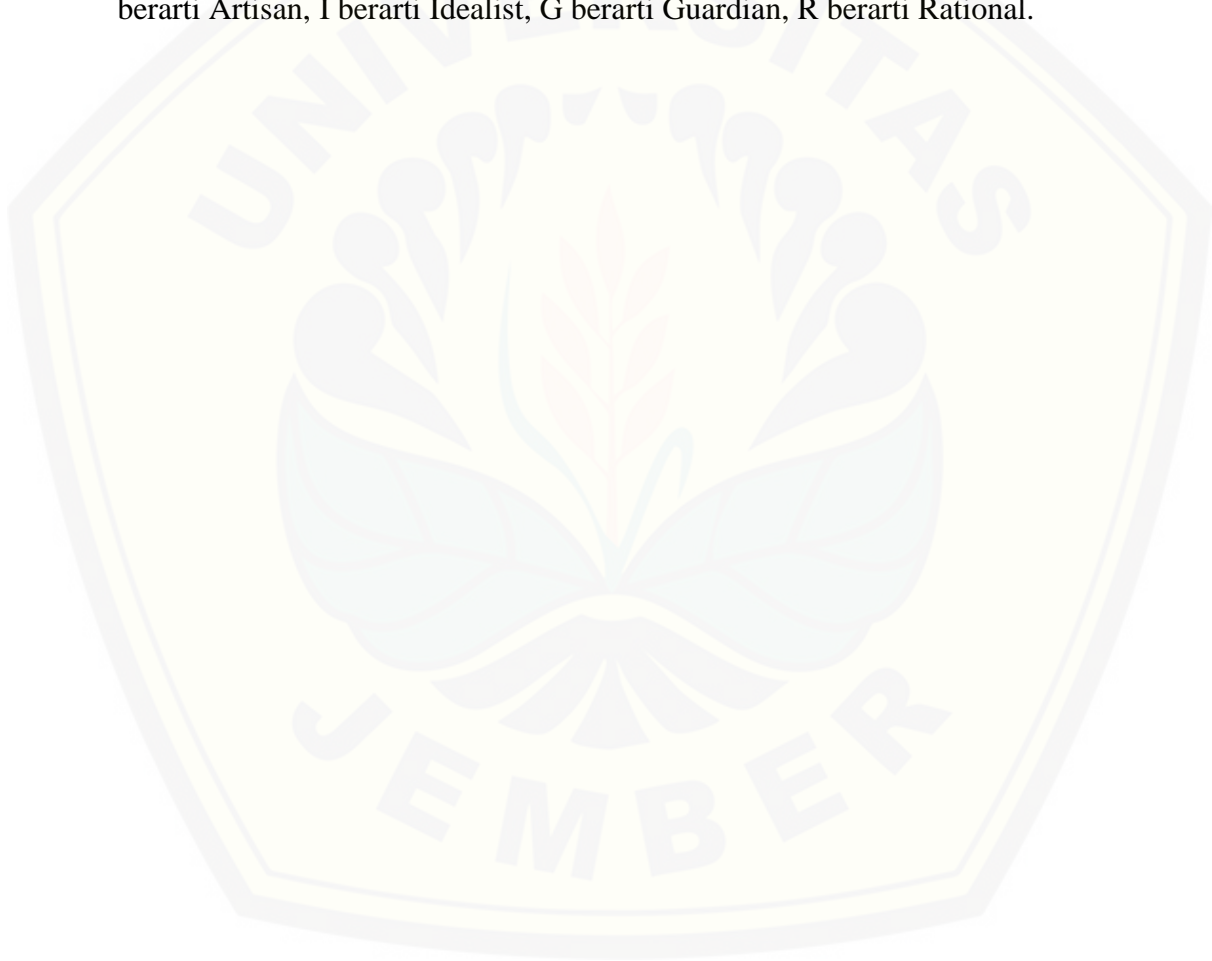 berarti Artisan, I berarti Idealist, G berarti Guardian, R berarti Rational.
UNIVERSITAS
JEMBER